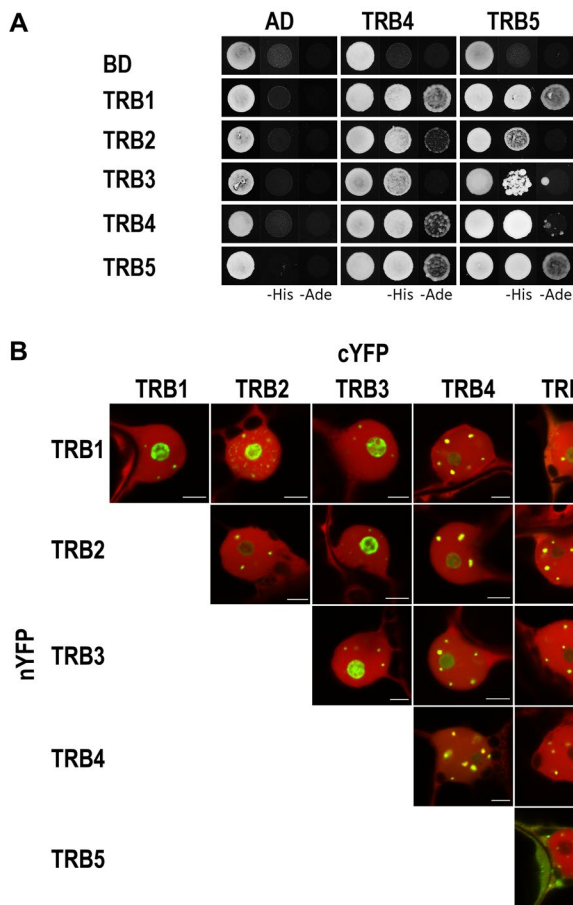 A
AD TRB4 TRB5
BD
TRB1
TRB2
TRB3
TRB4
TRB5
-His -Ade -His -Ade -His -Ade
B
cYFP
TRB1 TRB2 TRB3 TRB4
TRB1
TRB2
nYFP
TRB3
TRB4
TRB5